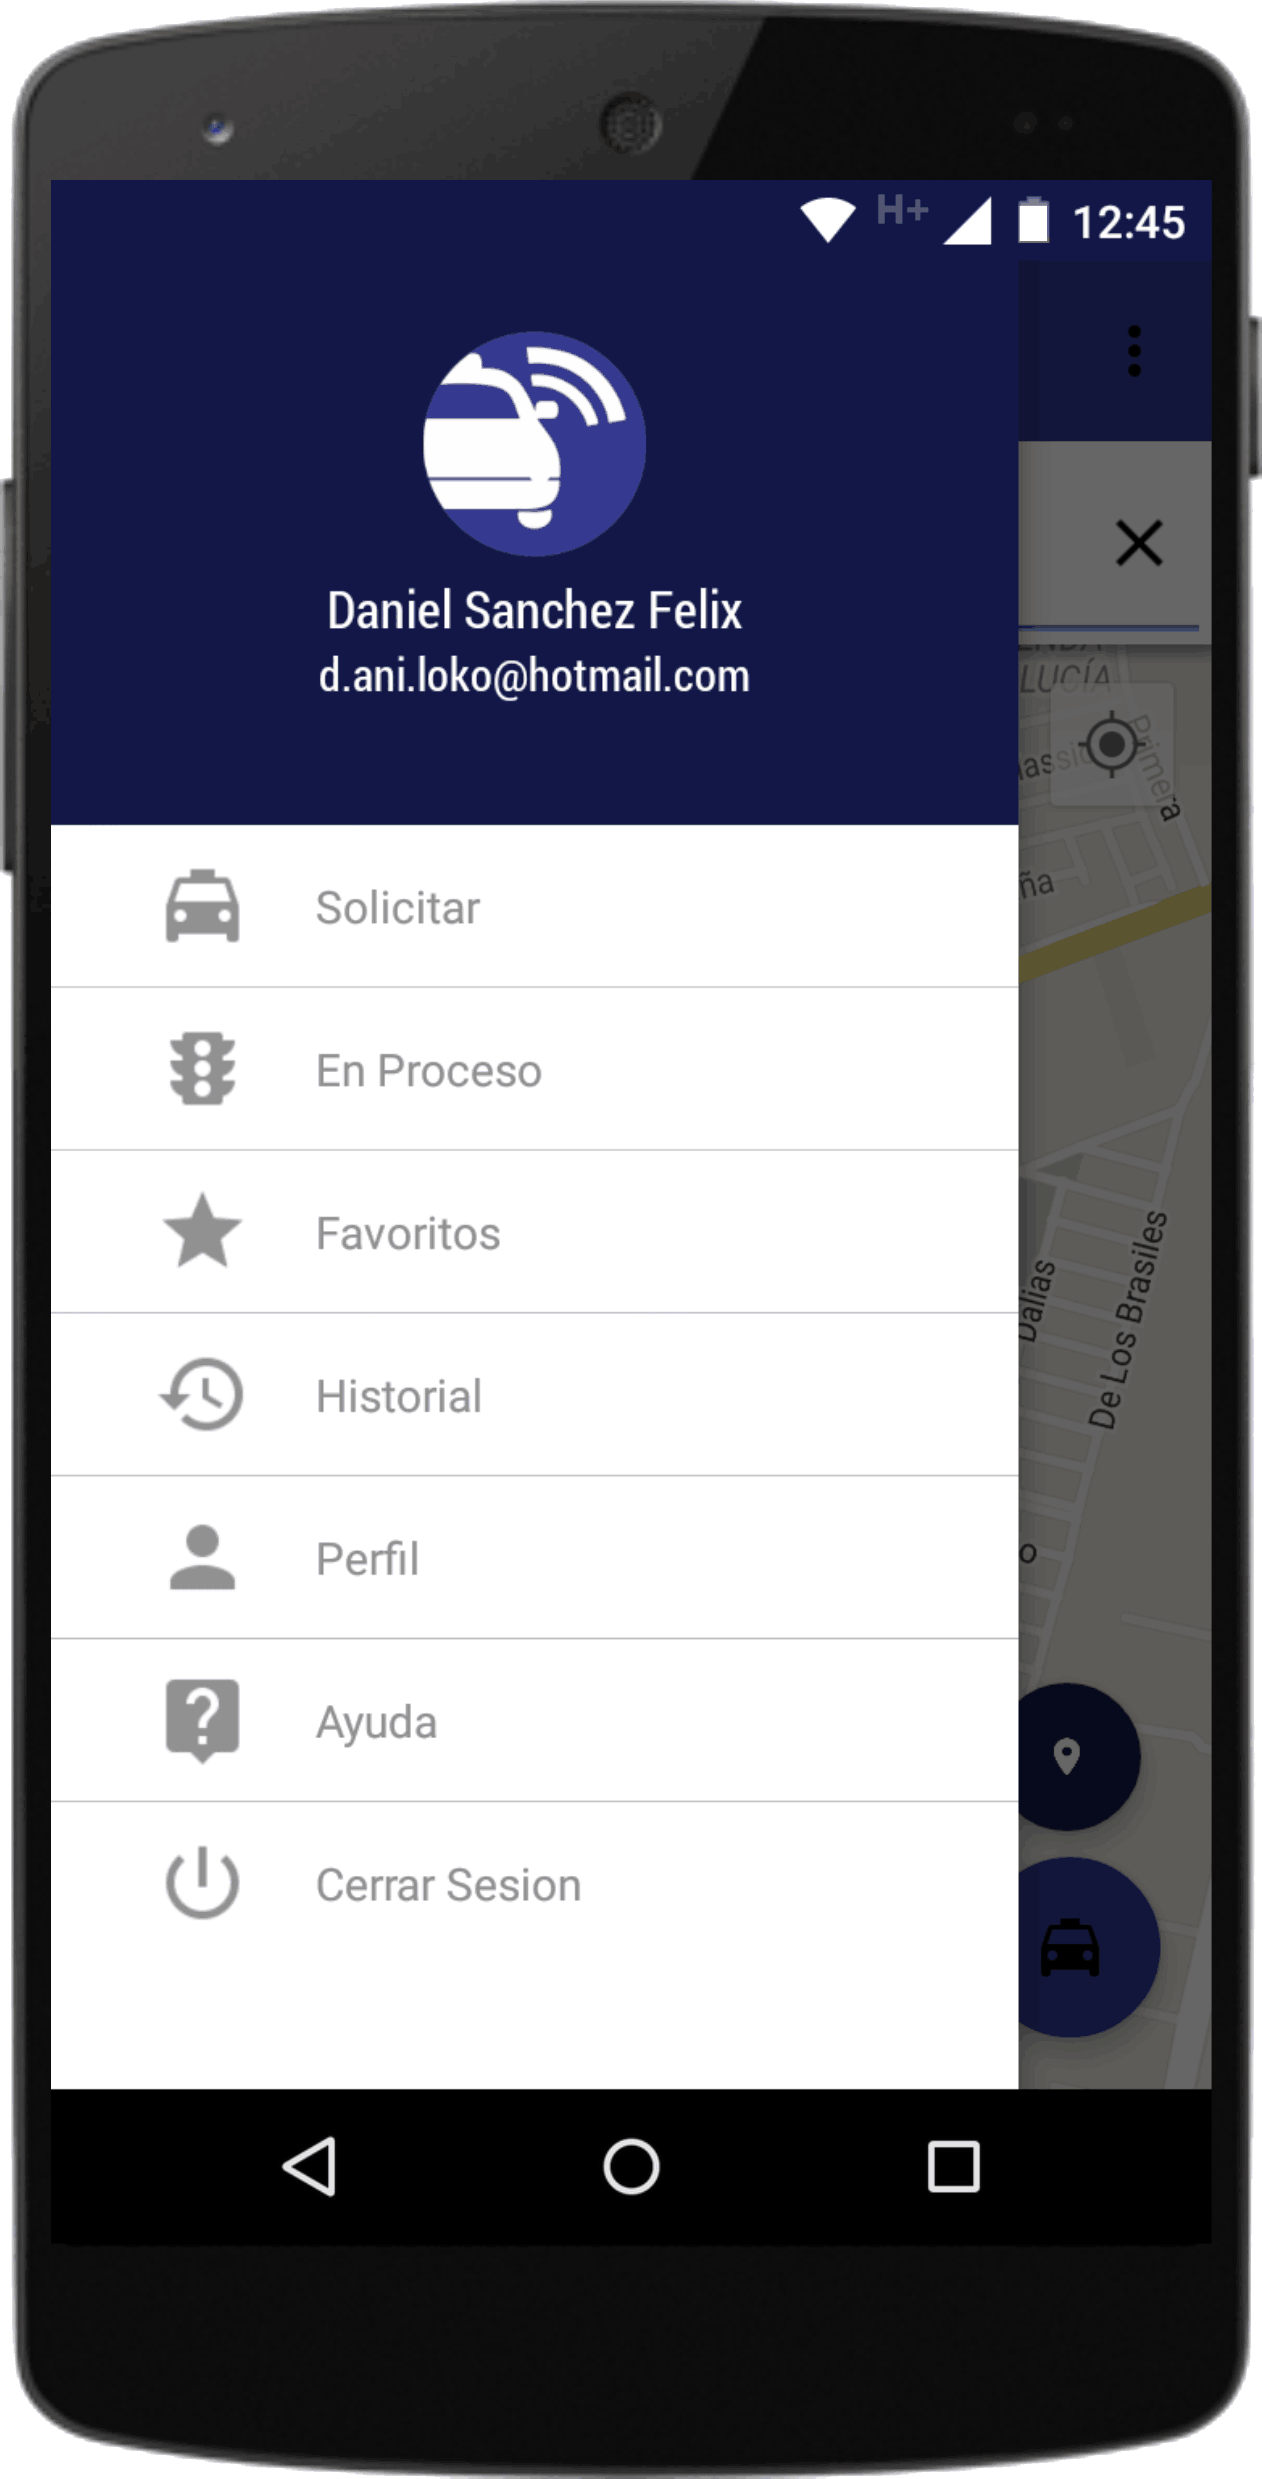 H+ 12:45
Daniel Sanchez Felix
d.ani.loko@hotmail.com
LUCÍA
Primera
ña
Solicitar
En Proceso
Favoritos
Dalias
De Los Brasiles
Historial
o
Perfil
Ayuda
Cerrar Sesion